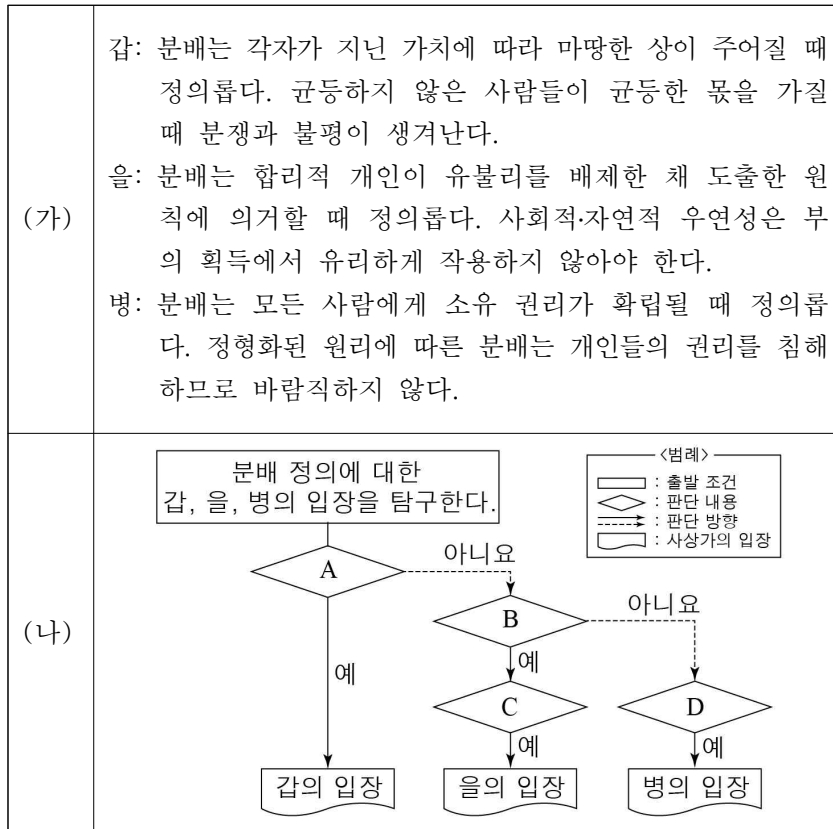 (가)
갑: 분배는 각자가 지닌 가치에 따라 마땅한 상이 주어질 때
정의롭다. 균등하지 않은 사람들이 균등한 몫을 가질
때 분쟁과 불평이 생겨난다.
을: 분배는 합리적 개인이 유불리를 배제한 채 도출한 원
칙에 의거할 때 정의롭다. 사회적·자연적 우연성은 부
의 획득에서 유리하게 작용하지 않아야 한다.
병: 분배는 모든 사람에게 소유 권리가 확립될 때 정의롭
다. 정형화된 원리에 따른 분배는 개인들의 권리를 침해
하므로 바람직하지 않다.
(나)
분배 정의에 대한
갑, 을, 병의 입장을 탐구한다.
<범례>
: 출발 조건
: 판단 내용
: 판단 방향
: 사상가의 입장
A
아니요
B
아니요
예
예
C
D
예
예
갑의 입장
을의 입장
병의 입장